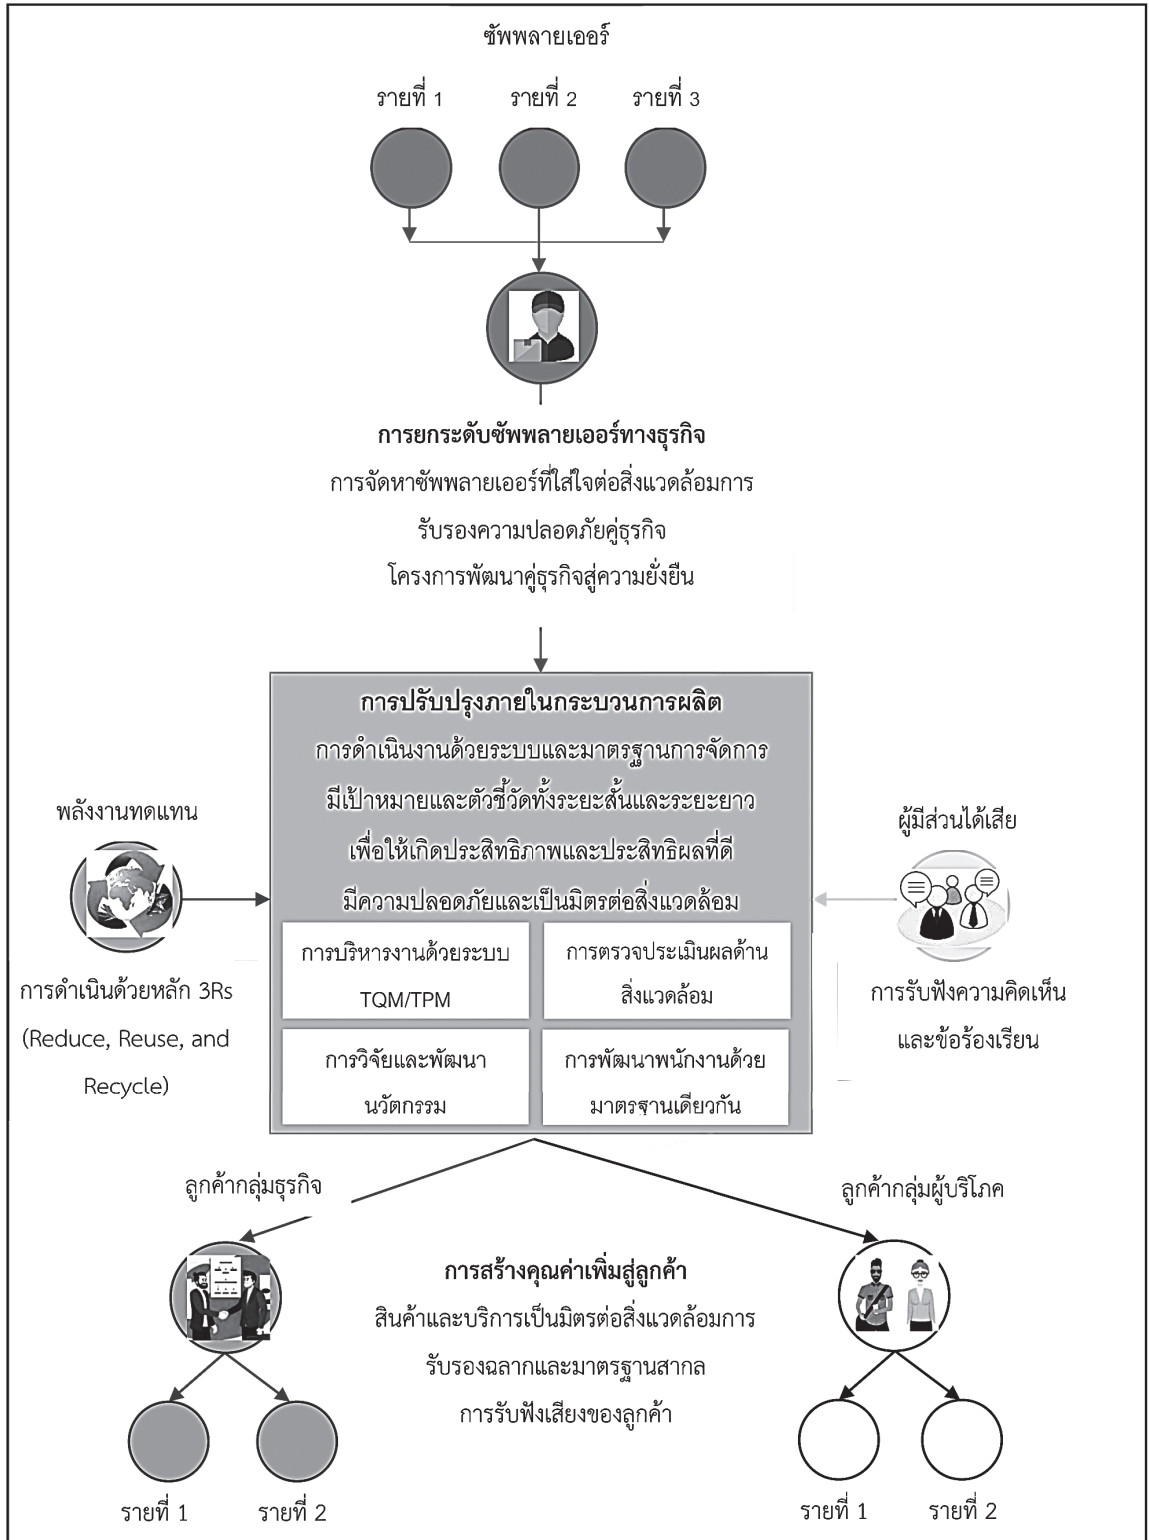 ซัพพลายเออร์
รายที่ 1
รายที่ 2
รายที่ 3
การยกระดับซัพพลายเออร์ทางธุรกิจ
การจัดหาซัพพลายเออร์ที่ใส่ใจต่อสิ่งแวดล้อมการ
รับรองความปลอดภัยคู่ธุรกิจ
โครงการพัฒนาคู่ธุรกิจสู่ความยั่งยืน
การปรับปรุงภายในกระบวนการผลิต
การดำเนินงานด้วยระบบและมาตรฐานการจัดการ
มีเป้าหมายและตัวชี้วัดทั้งระยะสั้นและระยะยาว
เพื่อให้เกิดประสิทธิภาพและประสิทธิผลที่ดี
มีความปลอดภัยและเป็นมิตรต่อสิ่งแวดล้อม
การบริหารงานด้วยระบบ
TQM/TPM
การตรวจประเมินผลด้าน
สิ่งแวดล้อม
การวิจัยและพัฒนา
นวัตกรรม
การพัฒนาพนักงานด้วย
มาตรฐานเดียวกัน
พลังงานทดแทน
การดำเนินด้วยหลัก 3Rs
(Reduce, Reuse, and
Recycle)
ผู้มีส่วนได้เสีย
การรับฟังความคิดเห็น
และข้อร้องเรียน
ลูกค้ากลุ่มธุรกิจ
ลูกค้ากลุ่มผู้บริโภค
การสร้างคุณค่าเพิ่มสู่ลูกค้า
สินค้าและบริการเป็นมิตรต่อสิ่งแวดล้อมการ
รับรองฉลากและมาตรฐานสากล
การรับฟังเสียงของลูกค้า
รายที่ 1
รายที่ 2
รายที่ 1
รายที่ 2